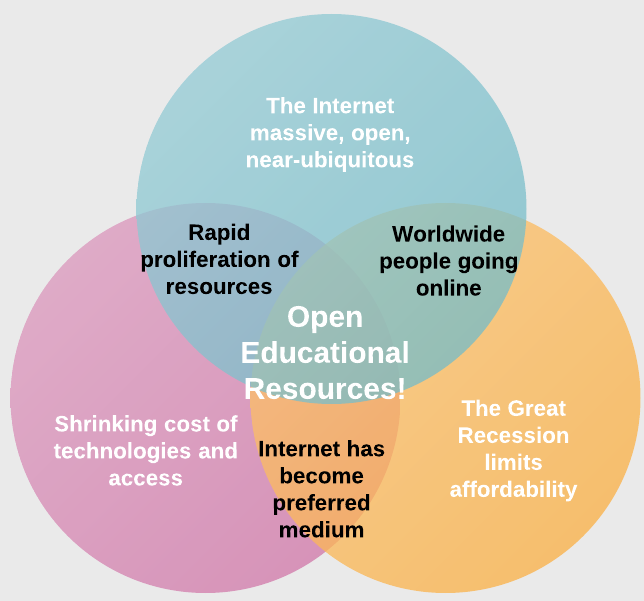 The Internet
massive, open,
near-ubiquitous
Rapid
proliferation of
resources
Worldwide
people going
online
Open
Educational
Resources!
Shrinking cost of
technologies and
access
The Great
Recession
limits
affordability
Internet has
become
preferred
medium